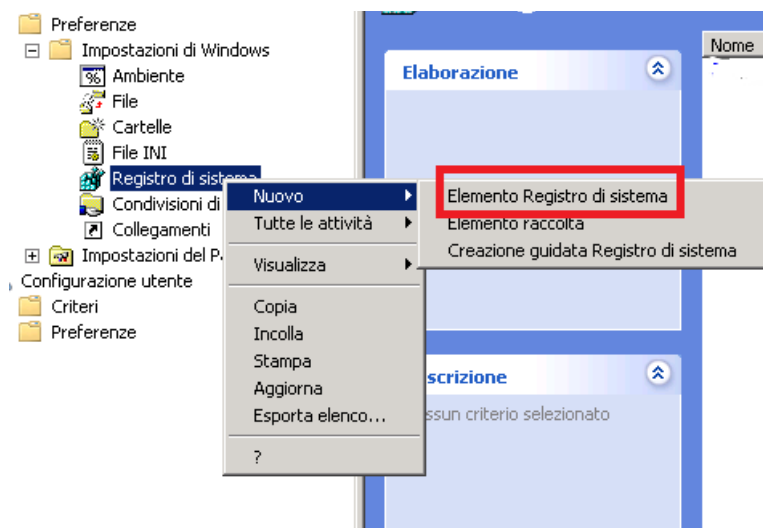 Preferenze
Impostazioni di Windows
Ambiente
File
Cartelle
File INI
Registro di sistema
Condivisioni di
Collegamenti
Impostazioni del P
Configurazione utente
Criteri
Preferenze
Nuovo
Tutte le attività
Visualizza
Copia
Incolla
Stampa
Aggiorna
Esporta elenco...
?
Elemento Registro di sistema
Elemento raccolta
Creazione guidata Registro di sistema
Elaborazione
Nome
scrizione
ssun criterio selezionato